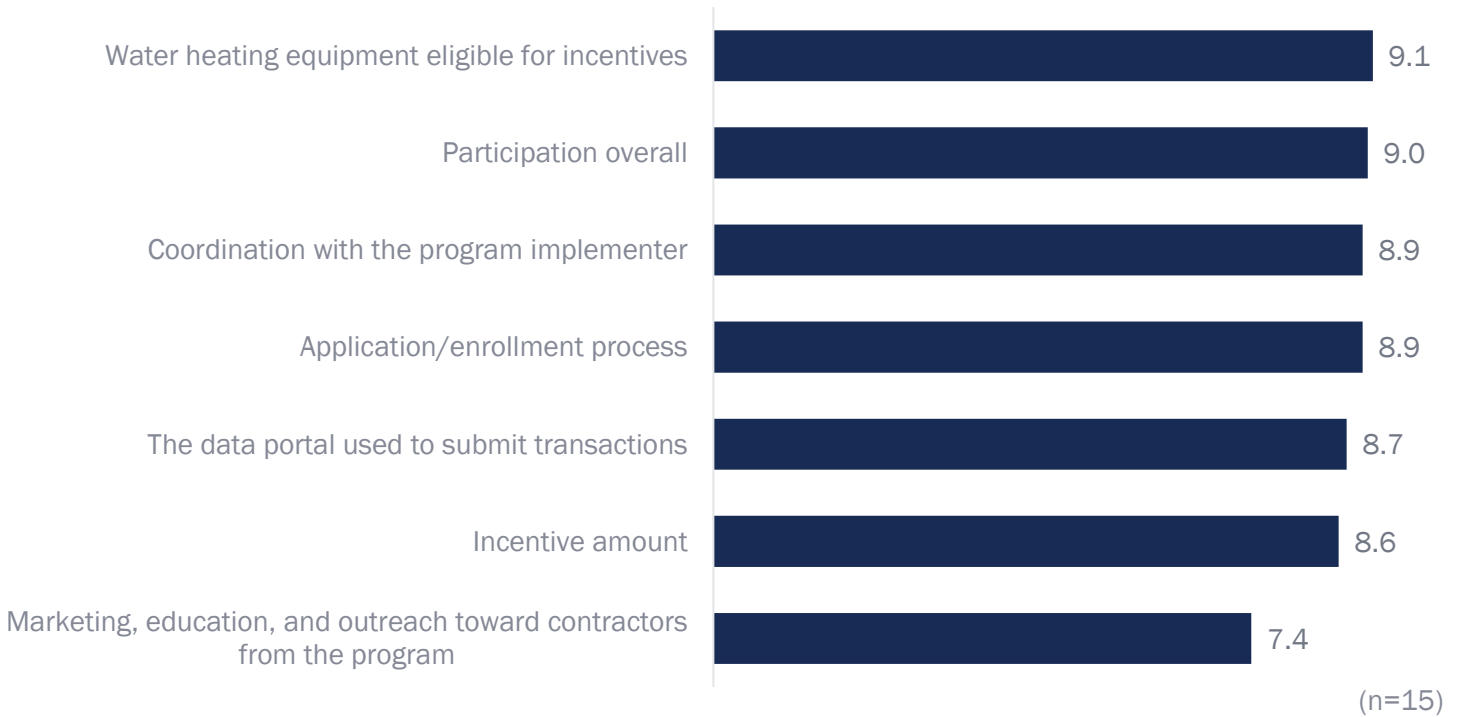 Water heating equipment eligible for incentives
9.1
Participation overall
9.0
Coordination with the program implementer
8.9
Application/enrollment process
8.9
The data portal used to submit transactions
8.7
Incentive amount
8.6
Marketing, education, and outreach toward contractors
from the program
7.4
(n=15)